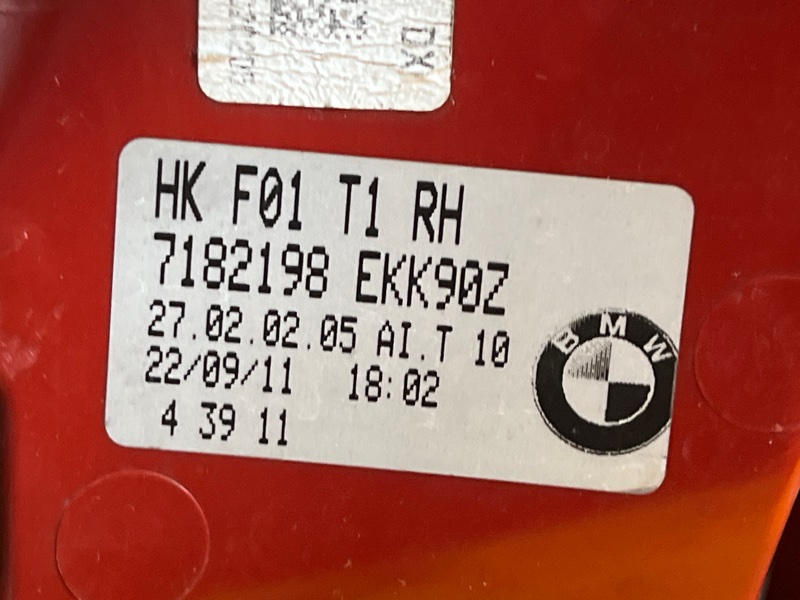 DX
HK F01 T1 RH
7182198 EKK90Z
27.02.02.05 AI.T 10
22/09/11 18:02
4 39 11
BMW